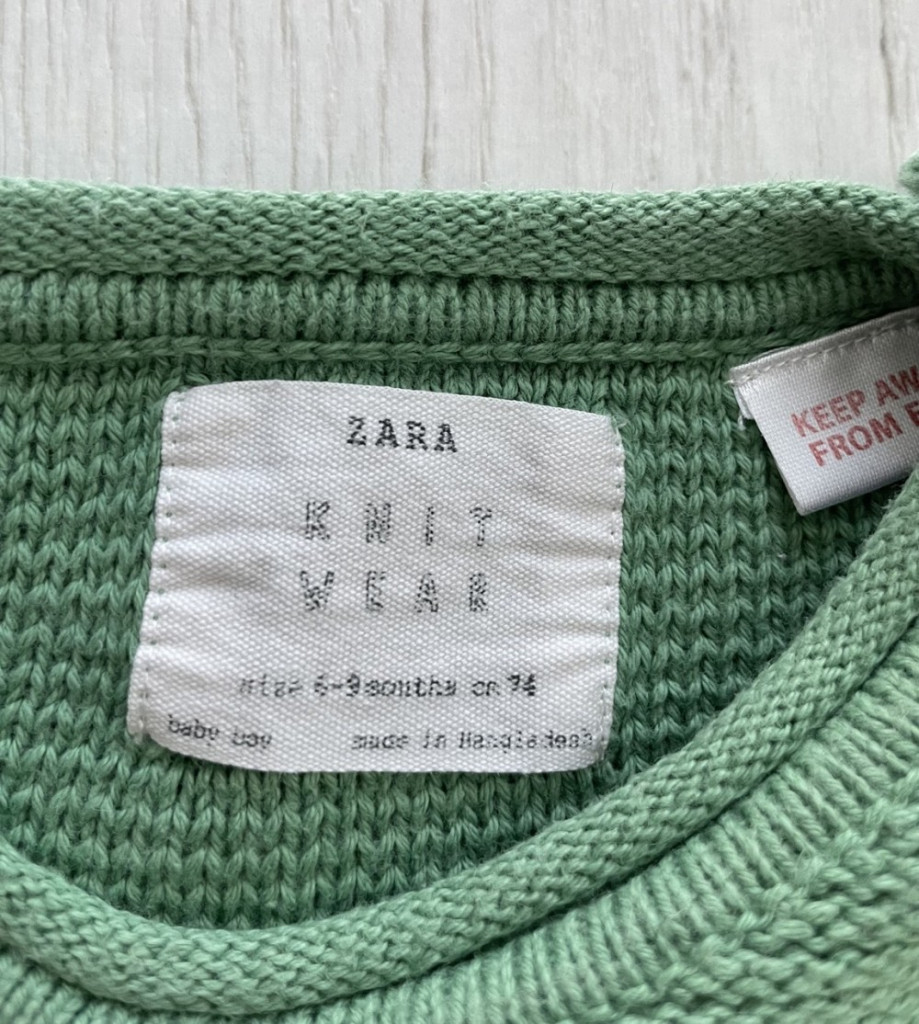 ZARA
KNIT
WEAR
size 6-9 months cm 74
baby boy
made in Bangladesh
KEEP AW
FROM F